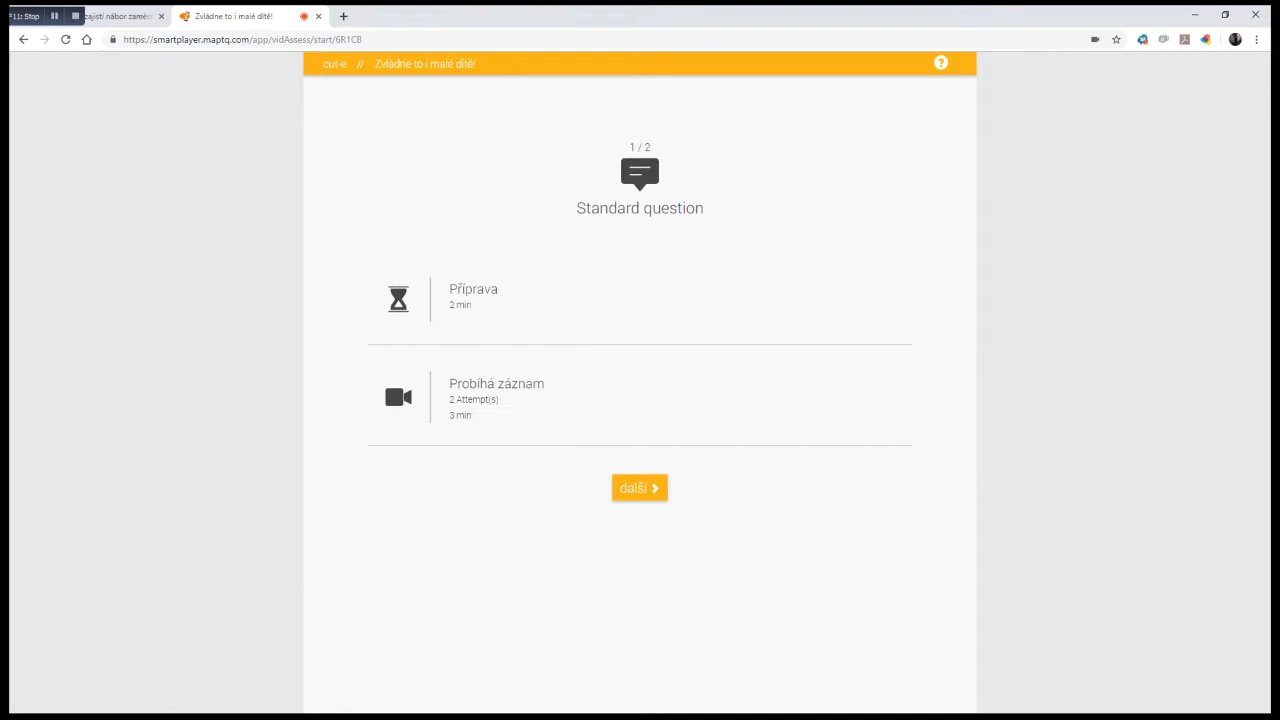 F11: Stop
zajistí nábor zaměs
Zvládne to i malé dítě!
https://smartplayer.maptq.com/app/vidAssess/start/6R1CB
cut-e // Zvládne to i malé dítě!
1 / 2
Standard question
Příprava
2 min
Probíhá záznam
2 Attempt(s)
3 min
další